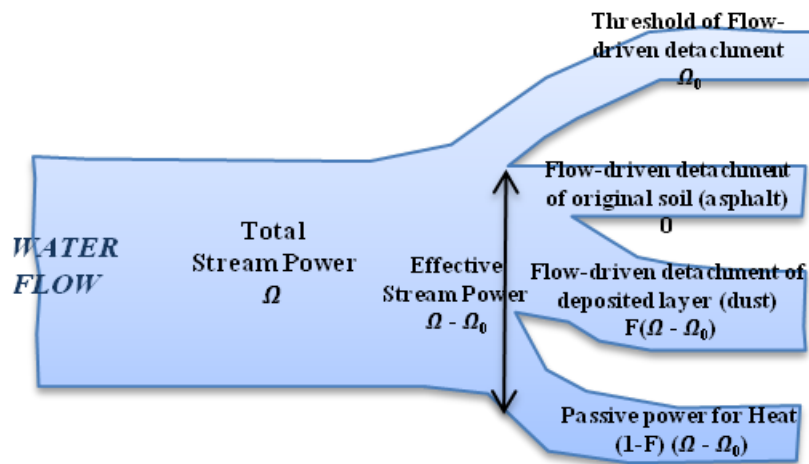 WATER
FLOW
Total
Stream Power
Ω
Effective
Stream Power
Ω - Ω₀
Threshold of Flow-
driven detachment
Ω₀
Flow-driven detachment
of original soil (asphalt)
0
Flow-driven detachment of
deposited layer (dust)
F(Ω - Ω₀)
Passive power for Heat
(1-F) (Ω - Ω₀)